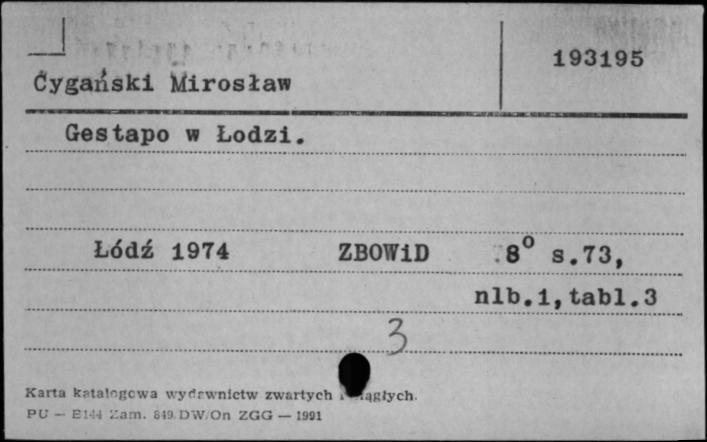 193195
Cygański Mirosław
Gestapo w Łodzi.
Łódź 1974 ZBOWiD 8° s.73,
nlb.1, tabl.3
3
Karta katalogowa wydawnictw zwartych ciągłych.
PU — E144 Zam. 849 DW/On ZGG — 1991